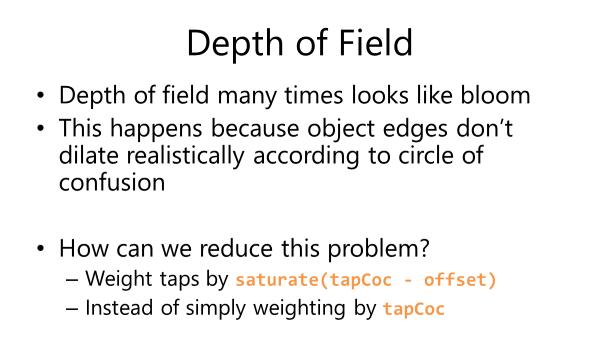 Depth of Field
• Depth of field many times looks like bloom
• This happens because object edges don't
dilate realistically according to circle of
confusion
• How can we reduce this problem?
– Weight taps by saturate(tapCoc - offset)
– Instead of simply weighting by tapCoc